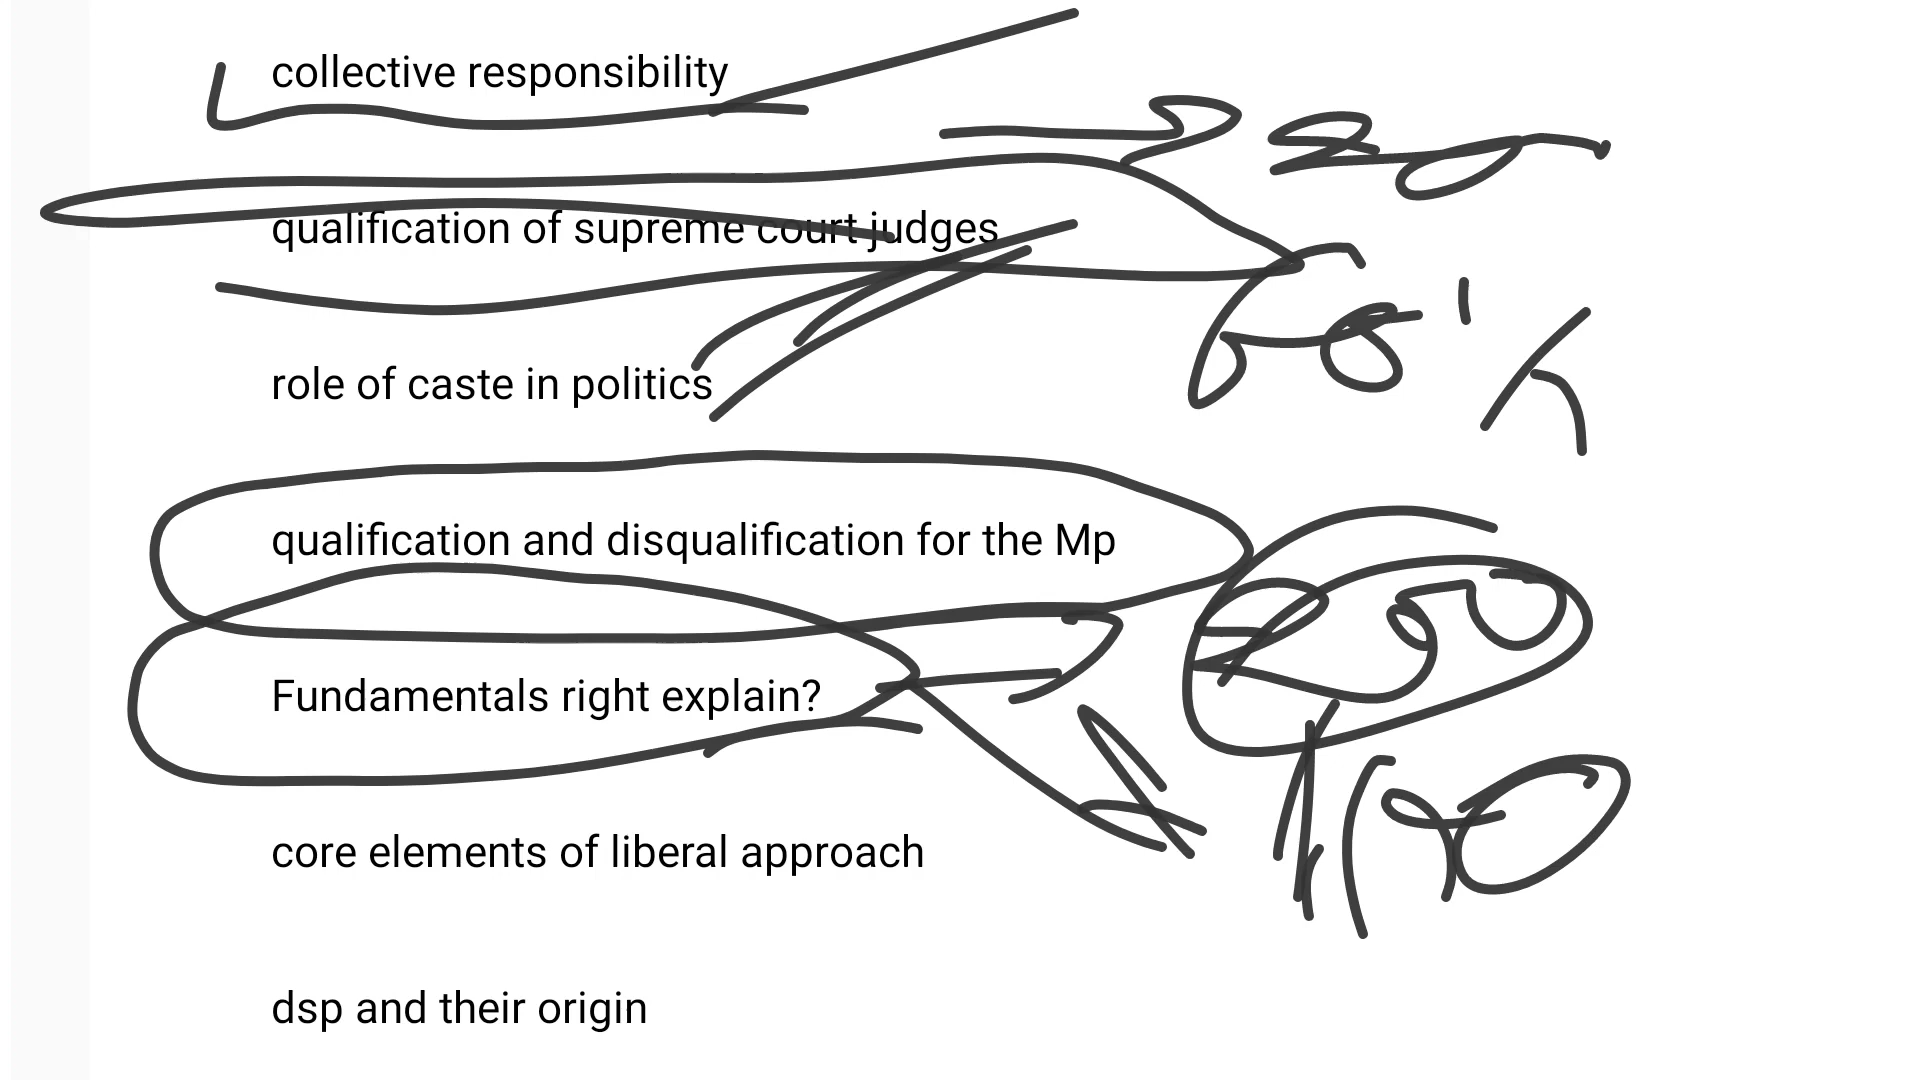 collective responsibility
qualification of supreme court judges
role of caste in politics
qualification and disqualification for the Mp
Fundamentals right explain?
core elements of liberal approach
dsp and their origin